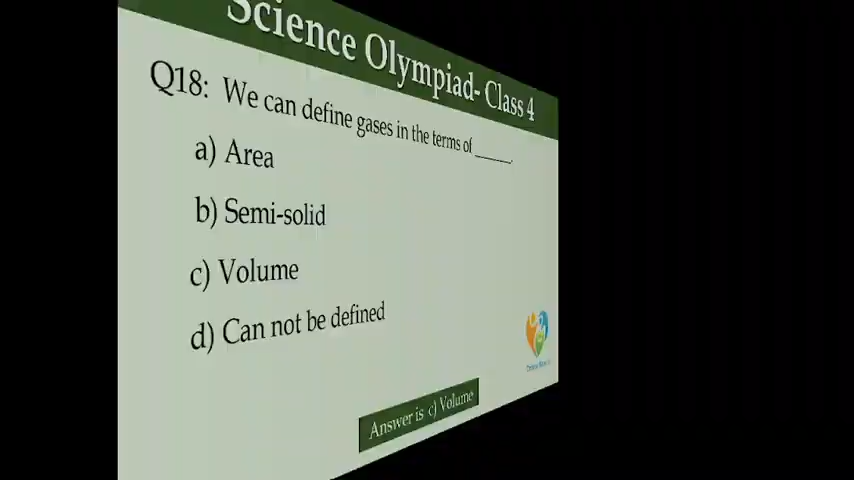 Science Olympiad- Class 4
Q18: We can define gases in the terms of ______.
a) Area
b) Semi-solid
c) Volume
d) Can not be defined
Answer is c) Volume